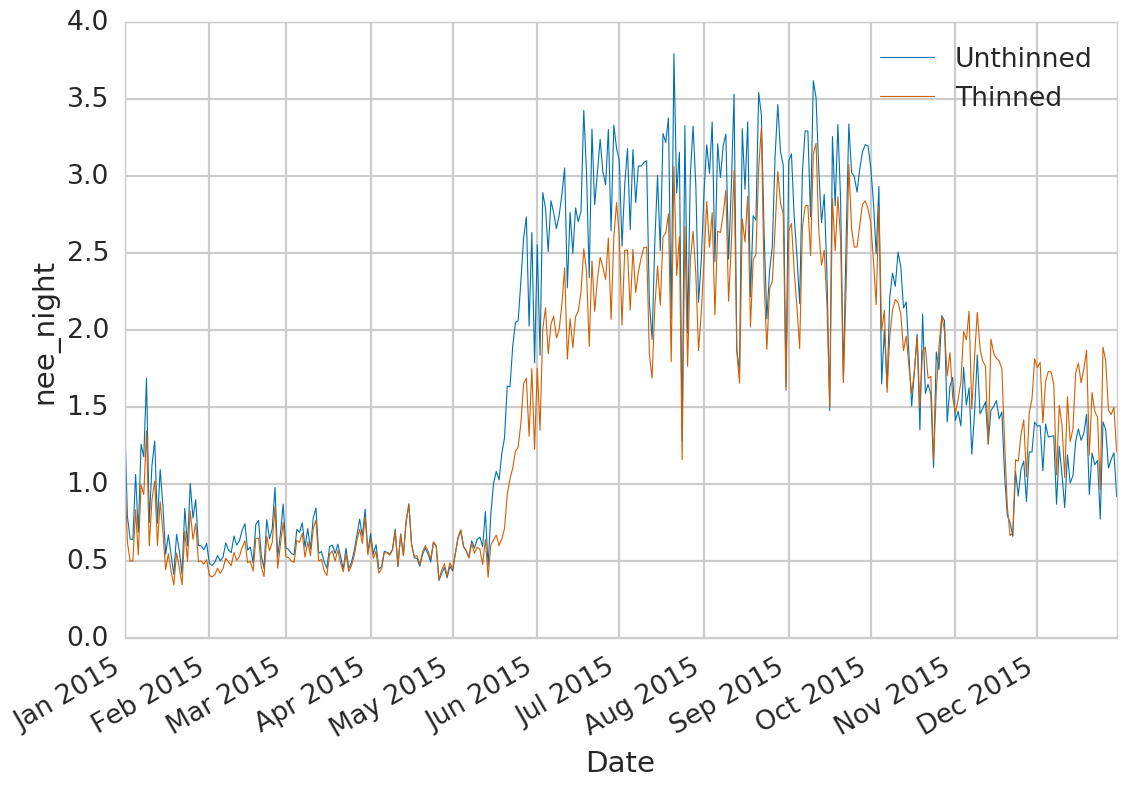 4.0
3.5
3.0
2.5
2.0
1.5
1.0
0.5
0.0
nee_night
Unthinned
Thinned
Jan 2015
Feb 2015
Mar 2015
Apr 2015
May 2015
Jun 2015
Jul 2015
Aug 2015
Sep 2015
Oct 2015
Nov 2015
Dec 2015
Date